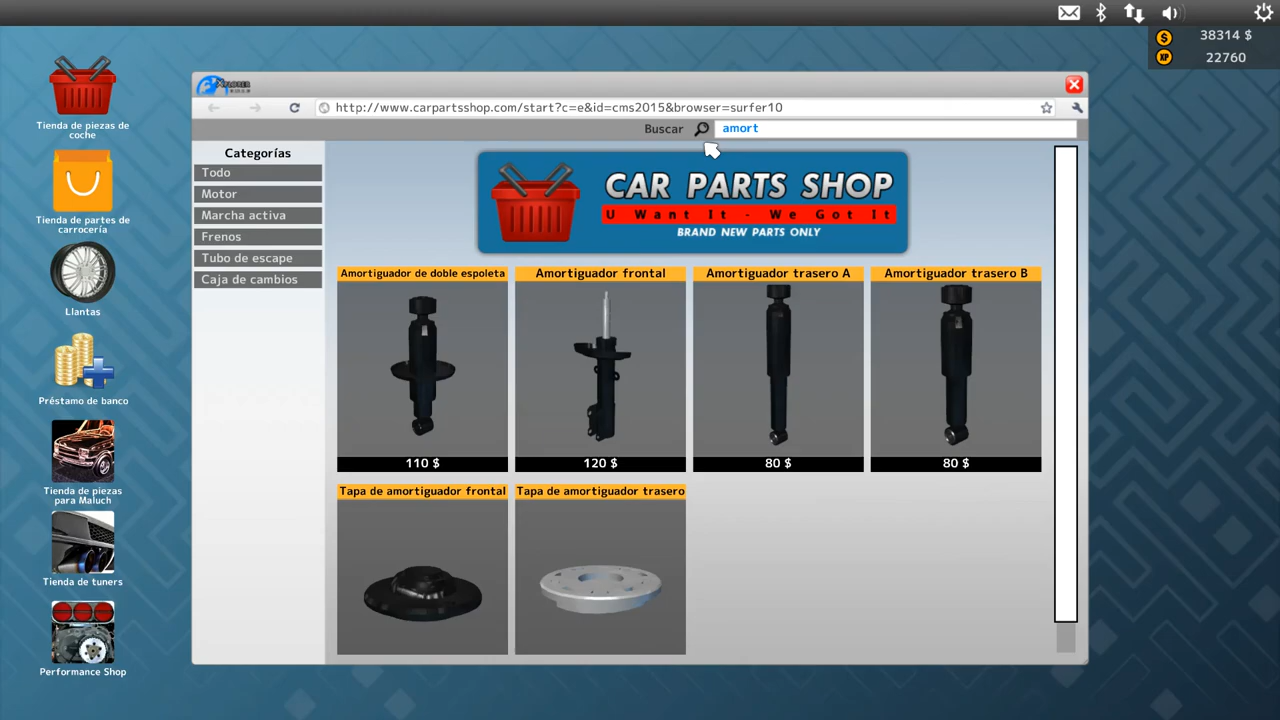 38314 $
22760
XPLORER
http://www.carpartsshop.com/start?c=e&id=cms2015&browser=surfer10
Buscar
amort
Tienda de piezas de
coche
Tienda de partes de
carrocería
Llantas
Préstamo de banco
Tienda de piezas
para Maluch
Tienda de tuners
Performance Shop
Categorías
Todo
Motor
Marcha activa
Frenos
Tubo de escape
Caja de cambios
CAR PARTS SHOP
U Want It - We Got It
BRAND NEW PARTS ONLY
Amortiguador de doble espoleta
Amortiguador frontal
Amortiguador trasero A
Amortiguador trasero B
110 $
120 $
80 $
80 $
Tapa de amortiguador frontal
Tapa de amortiguador trasero